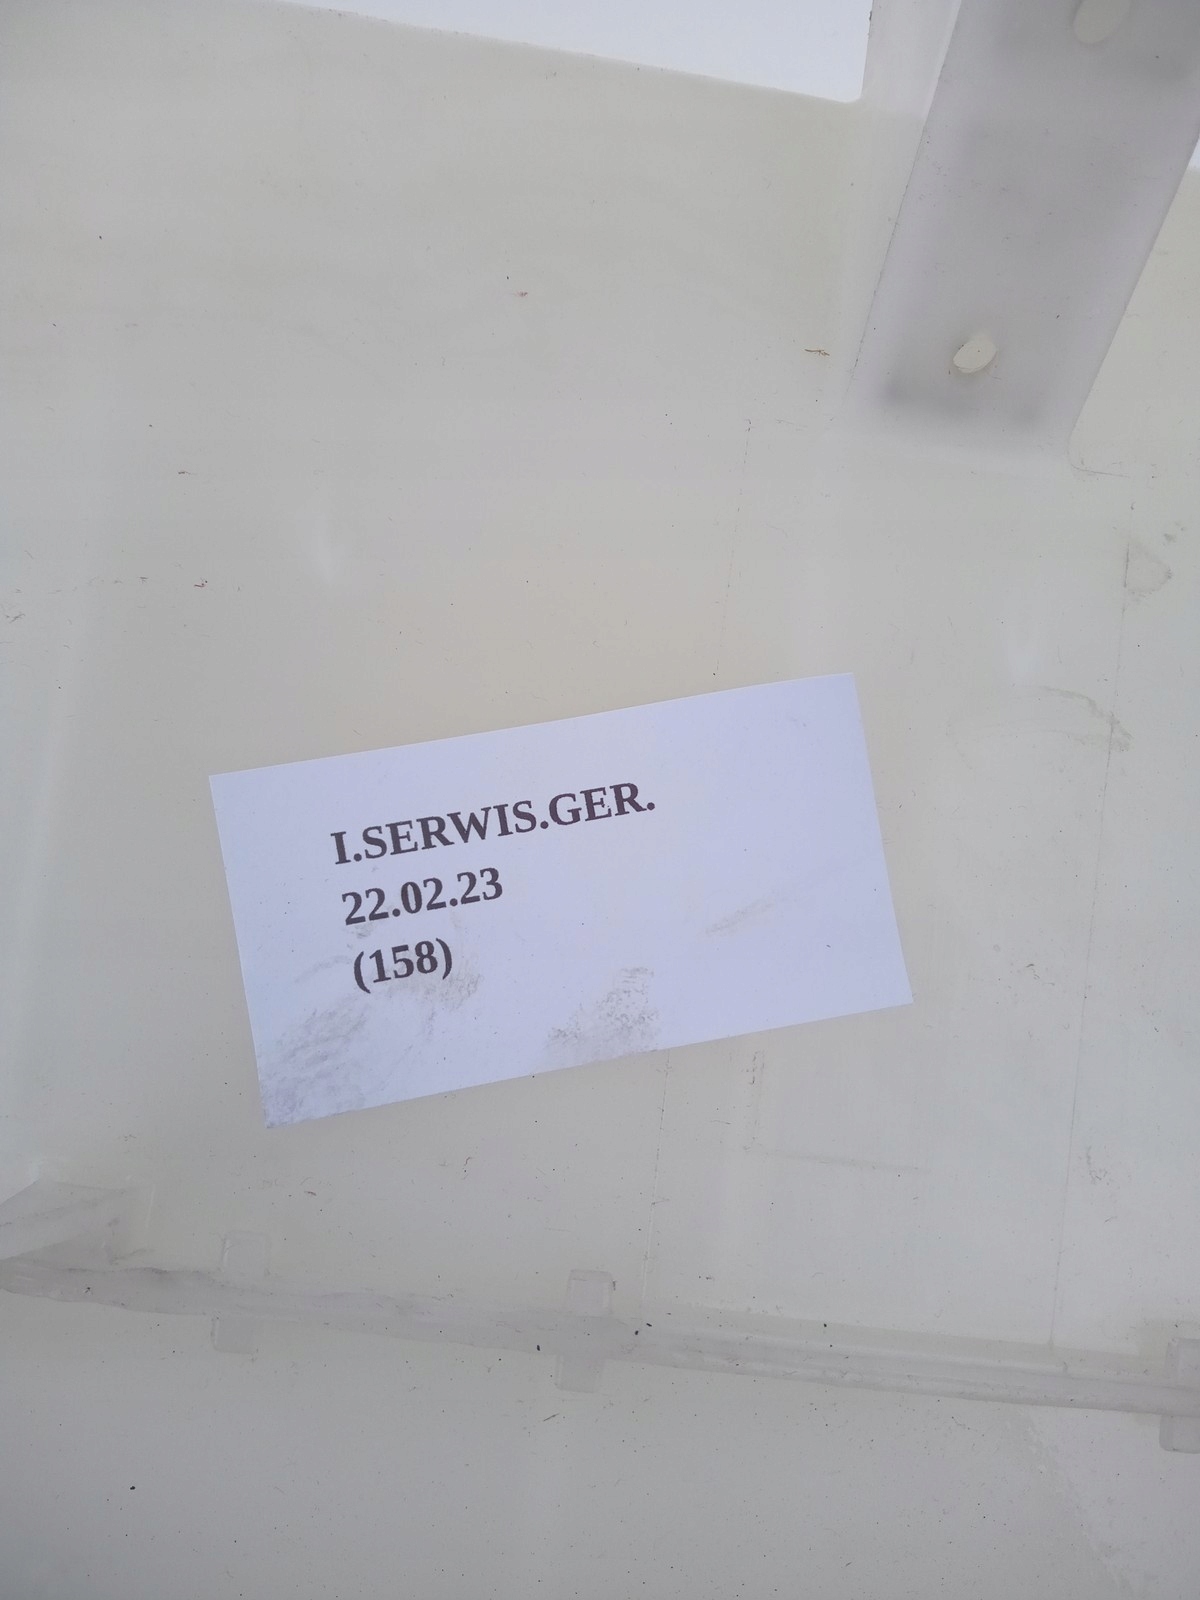 I.SERWIS.GER.
22.02.23
(158)